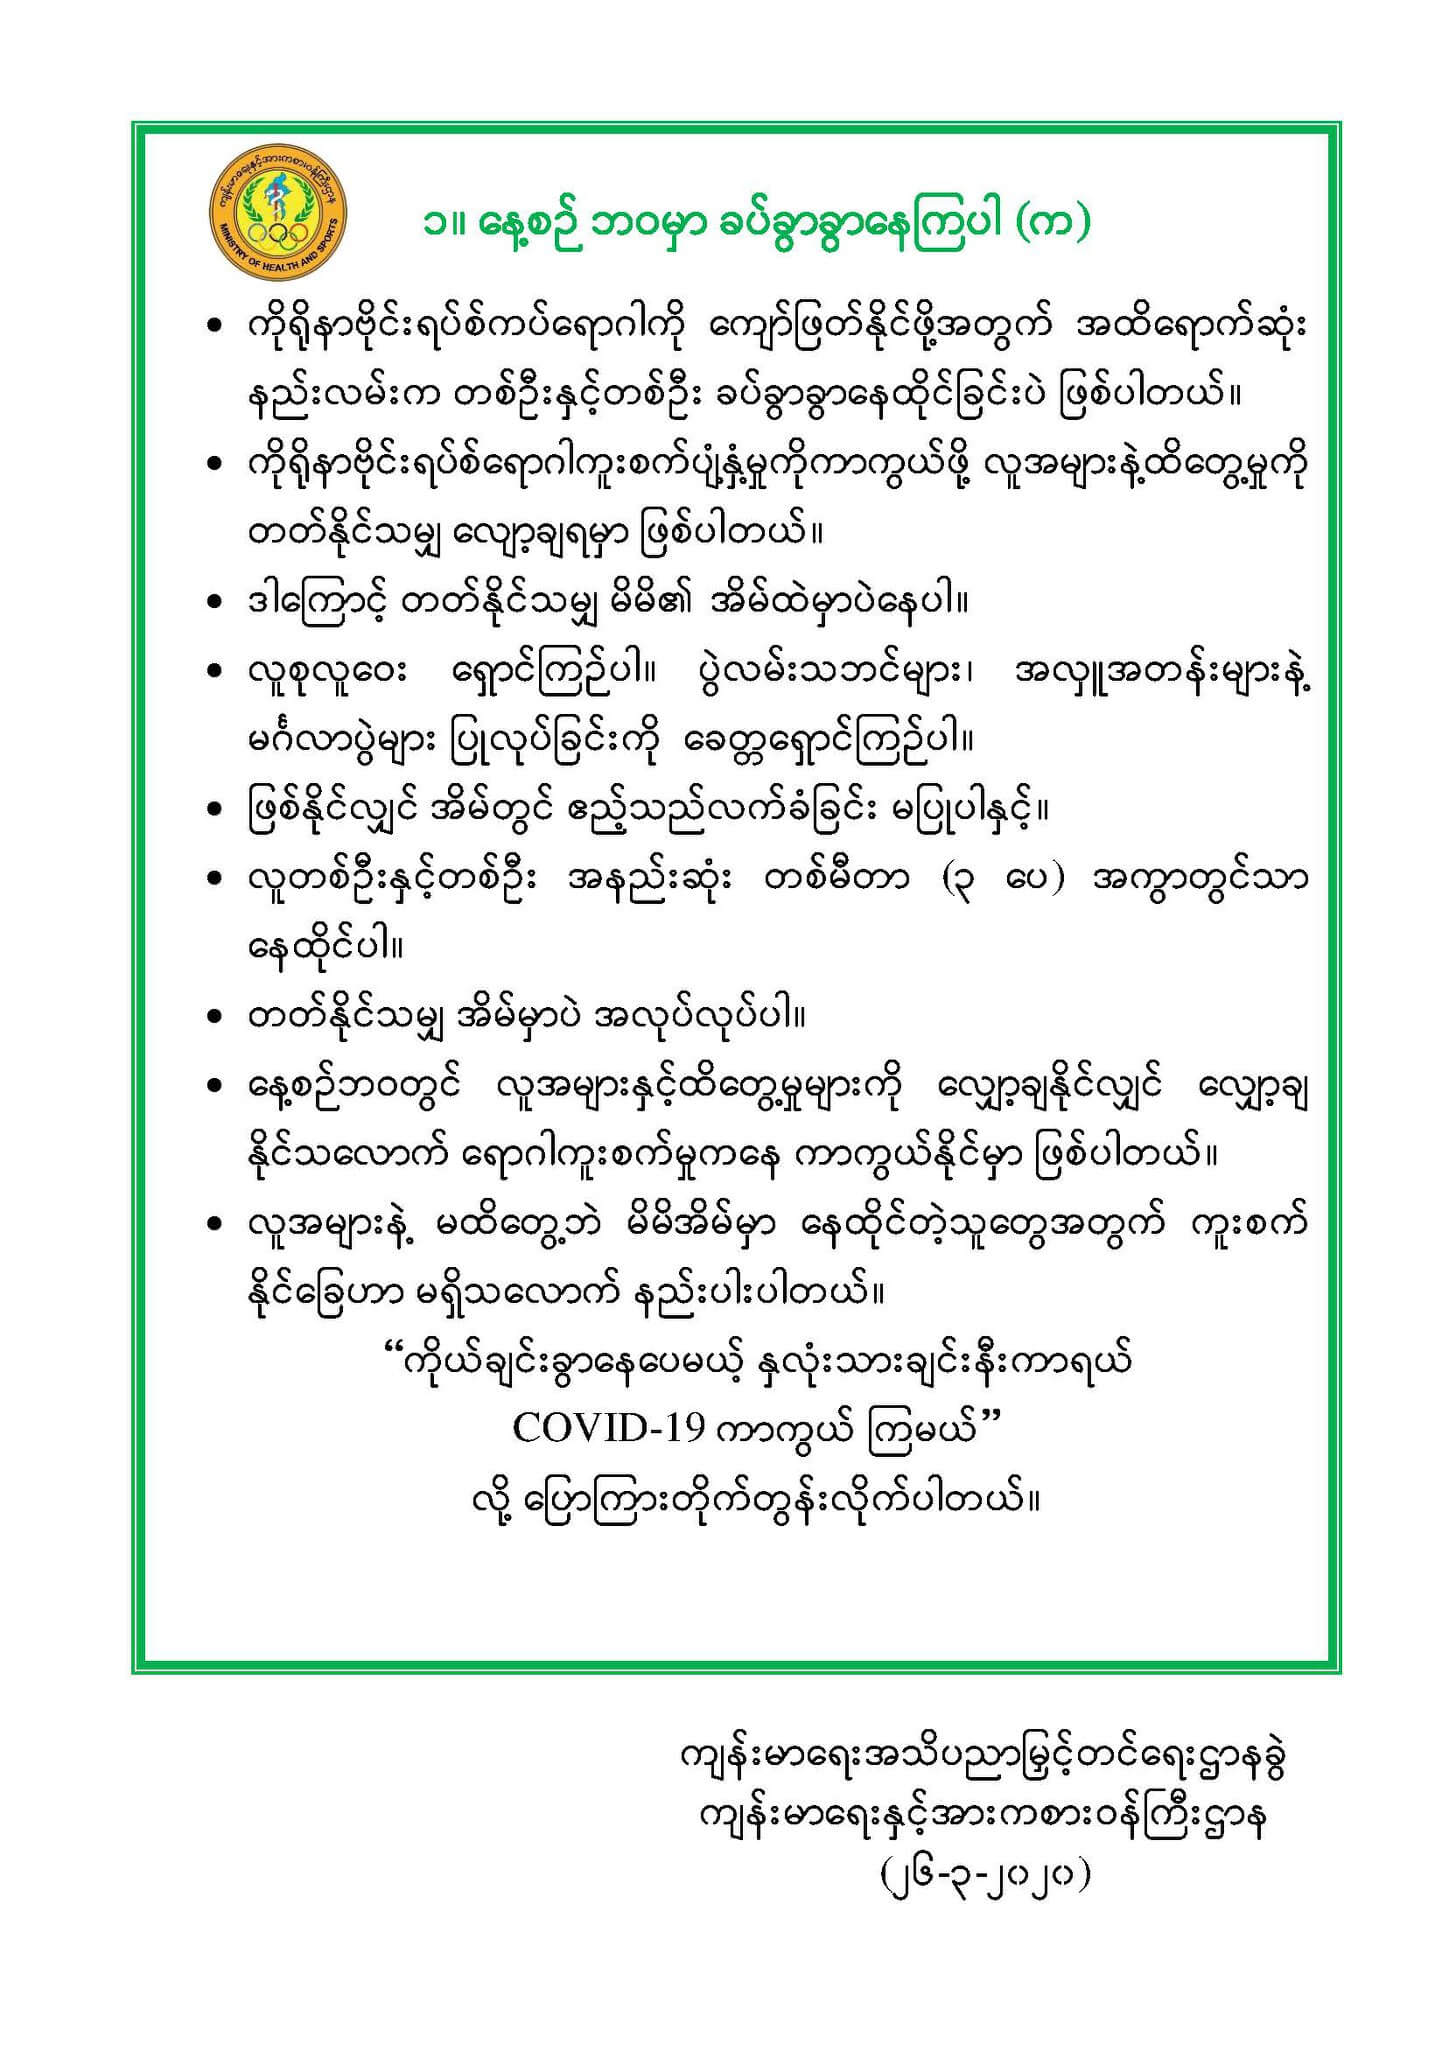 ကျန်းမာရေးနှင့်အားကစားဝန်ကြီးဌာန
MINISTRY OF HEALTH AND SPORTS
၁။ နေ့စဉ် ဘဝမှာ ခပ်ခွာခွာနေကြပါ (က)
• ကိုရိုနာဗိုင်းရပ်စ်ကပ်ရောဂါကို ကျော်ဖြတ်နိုင်ဖို့အတွက် အထိရောက်ဆုံး
နည်းလမ်းက တစ်ဦးနှင့်တစ်ဦး ခပ်ခွာခွာနေထိုင်ခြင်းပဲ ဖြစ်ပါတယ်။
• ကိုရိုနာဗိုင်းရပ်စ်ရောဂါကူးစက်ပျံ့နှံ့မှုကိုကာကွယ်ဖို့ လူအများနဲ့ထိတွေ့မှုကို
တတ်နိုင်သမျှ လျော့ချရမှာ ဖြစ်ပါတယ်။
• ဒါကြောင့် တတ်နိုင်သမျှ မိမိ၏ အိမ်ထဲမှာပဲနေပါ။
• လူစုလူဝေး ရှောင်ကြဉ်ပါ။ ပွဲလမ်းသဘင်များ၊ အလှူအတန်းများနဲ့
မင်္ဂလာပွဲများ ပြုလုပ်ခြင်းကို ခေတ္တရှောင်ကြဉ်ပါ။
• ဖြစ်နိုင်လျှင် အိမ်တွင် ဧည့်သည်လက်ခံခြင်း မပြုပါနှင့်။
• လူတစ်ဦးနှင့်တစ်ဦး အနည်းဆုံး တစ်မီတာ (၃ ပေ) အကွာတွင်သာ
နေထိုင်ပါ။
• တတ်နိုင်သမျှ အိမ်မှာပဲ အလုပ်လုပ်ပါ။
• နေ့စဉ်ဘဝတွင် လူအများနှင့်ထိတွေ့မှုများကို လျှော့ချနိုင်လျှင် လျှော့ချ
နိုင်သလောက် ရောဂါကူးစက်မှုကနေ ကာကွယ်နိုင်မှာ ဖြစ်ပါတယ်။
• လူအများနဲ့ မထိတွေ့ဘဲ မိမိအိမ်မှာ နေထိုင်တဲ့သူတွေအတွက် ကူးစက်
နိုင်ခြေဟာ မရှိသလောက် နည်းပါးပါတယ်။
“ကိုယ်ချင်းခွာနေပေမယ့် နှလုံးသားချင်းနီးကာရယ်
COVID-19 ကာကွယ် ကြမယ်”
လို့ ပြောကြားတိုက်တွန်းလိုက်ပါတယ်။
ကျန်းမာရေးအသိပညာမြှင့်တင်ရေးဌာနခွဲ
ကျန်းမာရေးနှင့်အားကစားဝန်ကြီးဌာန
(၂၆-၃-၂၀၂၀)